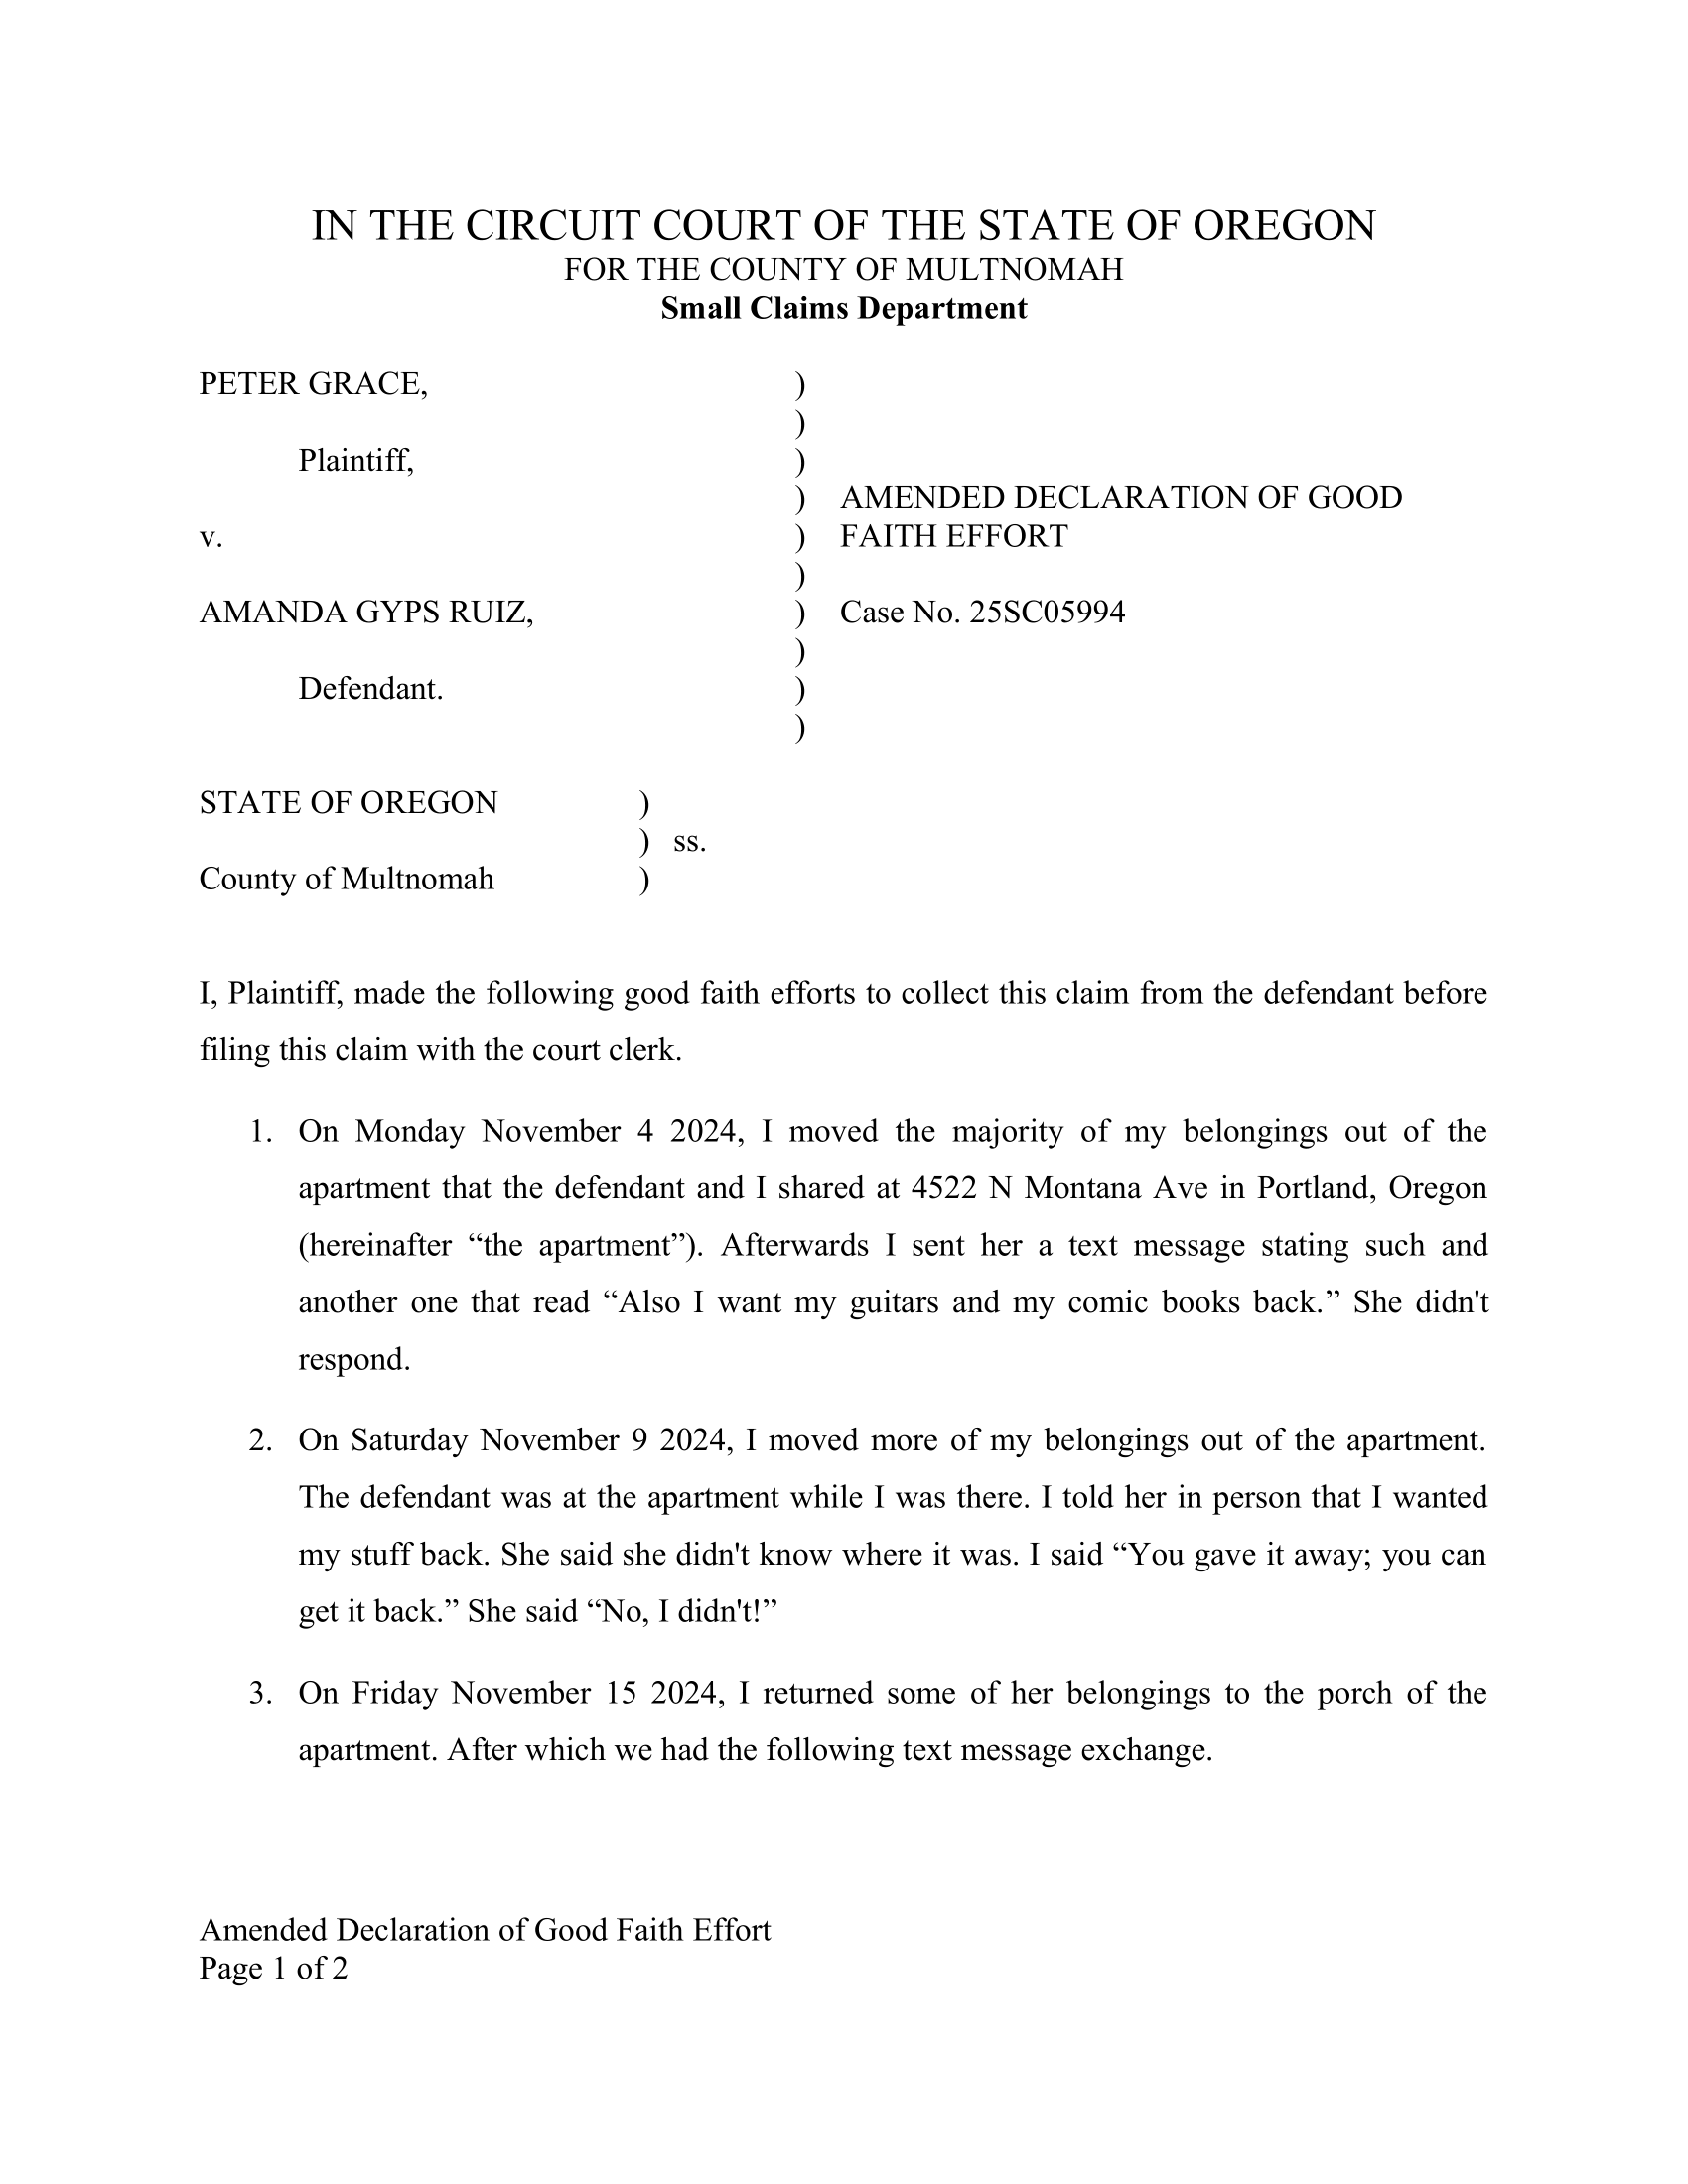 IN THE CIRCUIT COURT OF THE STATE OF OREGON
FOR THE COUNTY OF MULTNOMAH
Small Claims Department
PETER GRACE, )
)
Plaintiff, )
) AMENDED DECLARATION OF GOOD
v. ) FAITH EFFORT
)
AMANDA GYPS RUIZ, ) Case No. 25SC05994
)
Defendant. )
)
STATE OF OREGON )
) ss.
County of Multnomah )
I, Plaintiff, made the following good faith efforts to collect this claim from the defendant before
filing this claim with the court clerk.
1. On Monday November 4 2024, I moved the majority of my belongings out of the
apartment that the defendant and I shared at 4522 N Montana Ave in Portland, Oregon
(hereinafter “the apartment”). Afterwards I sent her a text message stating such and
another one that read “Also I want my guitars and my comic books back.” She didn't
respond.
2. On Saturday November 9 2024, I moved more of my belongings out of the apartment.
The defendant was at the apartment while I was there. I told her in person that I wanted
my stuff back. She said she didn't know where it was. I said “You gave it away; you can
get it back.” She said “No, I didn't!”
3. On Friday November 15 2024, I returned some of her belongings to the porch of the
apartment. After which we had the following text message exchange.
Amended Declaration of Good Faith Effort
Page 1 of 2